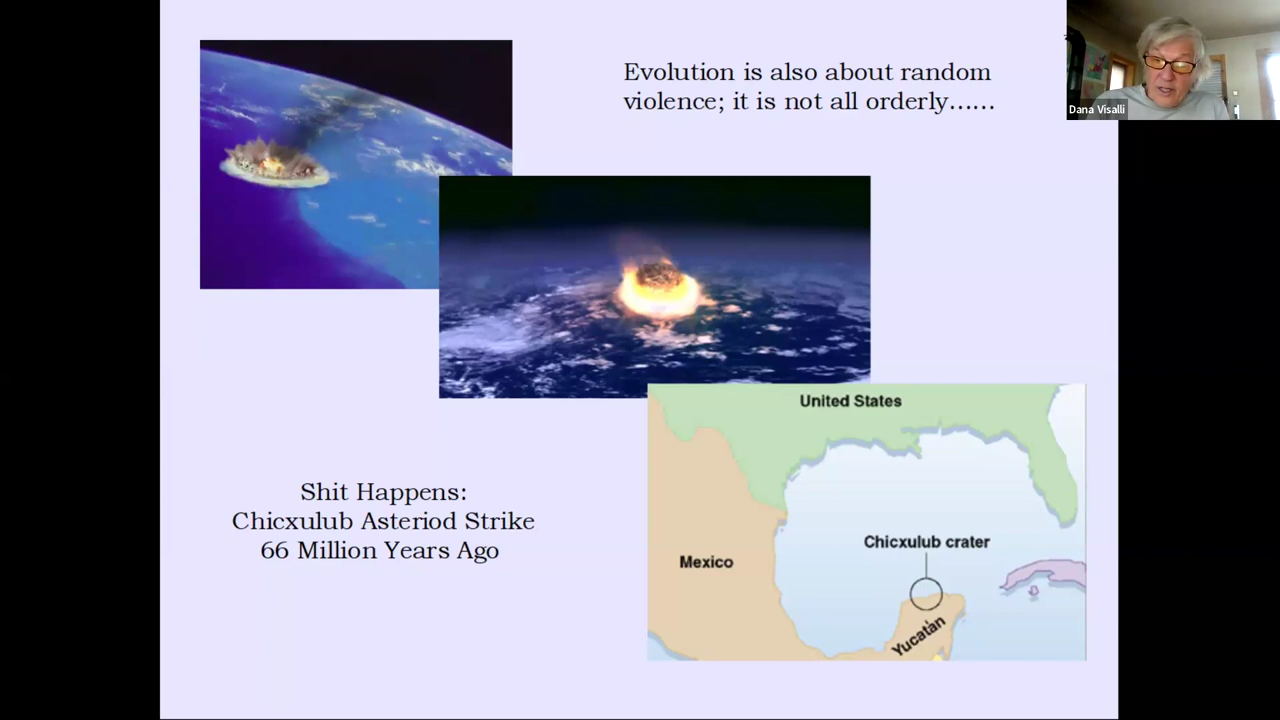 Evolution is also about random
violence; it is not all orderly......
Dana Visalli
United States
Chicxulub crater
Mexico
Yucatàn
Shit Happens:
Chicxulub Asteriod Strike
66 Million Years Ago